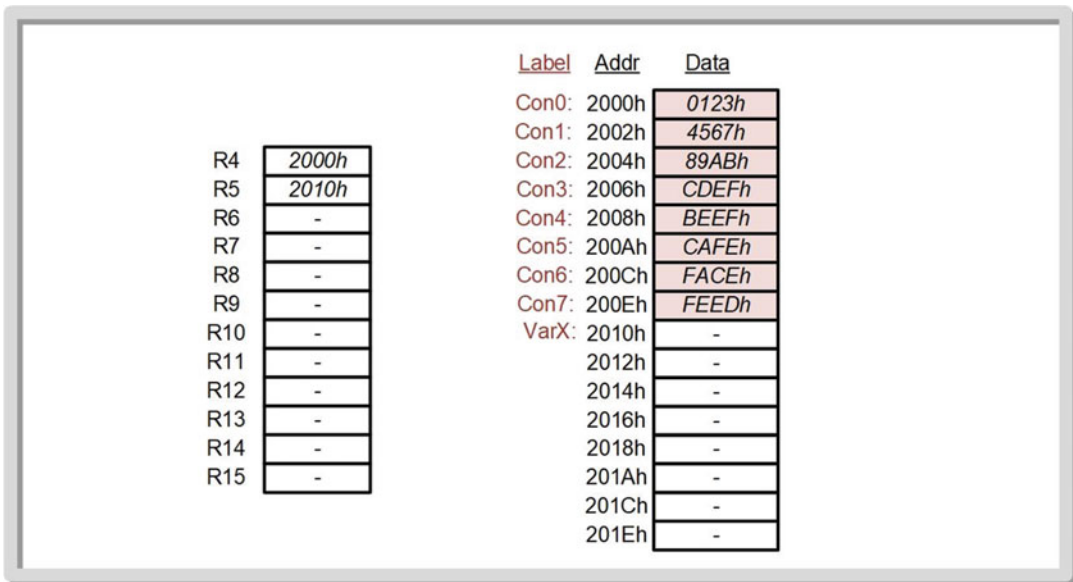 Label Addr Data
Con0: 2000h 0123h
Con1: 2002h 4567h
R4 2000h Con2: 2004h 89ABh
R5 2010h Con3: 2006h CDEFh
R6 - Con4: 2008h BEEFh
R7 - Con5: 200Ah CAFEh
R8 - Con6: 200Ch FACEh
R9 - Con7: 200Eh FEEDh
R10 - VarX: 2010h -
R11 - 2012h -
R12 - 2014h -
R13 - 2016h -
R14 - 2018h -
R15 - 201Ah -
201Ch -
201Eh -